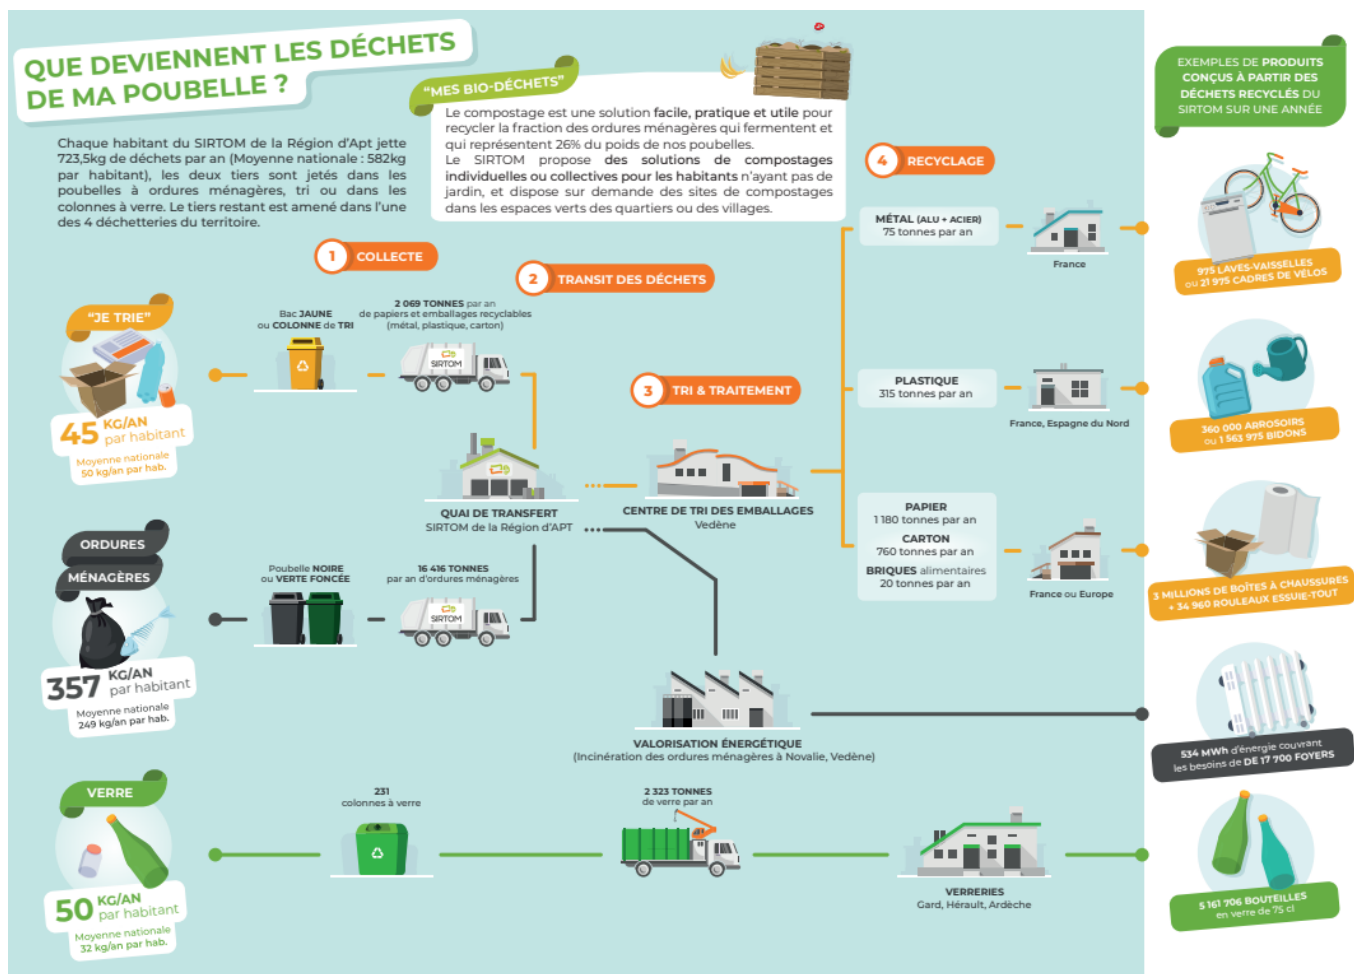 QUE DEVIENNENT LES DÉCHETS
DE MA POUBELLE ?
Chaque habitant du SIRTOM de la Région d'Apt jette
723,5kg de déchets par an (Moyenne nationale : 582kg
par habitant), les deux tiers sont jetés dans les
poubelles à ordures ménagères, tri ou dans les
colonnes à verre. Le tiers restant est amené dans l'une
des 4 déchetteries du territoire.
"MES BIO-DÉCHETS"
Le compostage est une solution facile, pratique et utile pour
recycler la fraction des ordures ménagères qui fermentent et
qui représentent 26% du poids de nos poubelles.
Le SIRTOM propose des solutions de compostages
individuelles ou collectives pour les habitants n'ayant pas de
jardin, et dispose sur demande des sites de compostages
dans les espaces verts des quartiers ou des villages.
EXEMPLES DE PRODUITS
CONÇUS À PARTIR DES
DÉCHETS RECYCLÉS DU
SIRTOM SUR UNE ANNÉE
1 COLLECTE
2 TRANSIT DES DÉCHETS
3 TRI & TRAITEMENT
4 RECYCLAGE
"JE TRIE"
45 KG/AN
par habitant
Moyenne nationale
50 kg/an par hab.
Bac JAUNE
ou COLONNE de TRI
2 069 TONNES par an
de papiers et emballages recyclables
(métal, plastique, carton)
SIRTOM
QUAI DE TRANSFERT
SIRTOM de la Région d'APT
CENTRE DE TRI DES EMBALLAGES
Vedène
MÉTAL (ALU + ACIER)
75 tonnes par an
France
975 LAVES-VAISSELLES
ou 21 975 CADRES DE VÉLOS
PLASTIQUE
315 tonnes par an
France, Espagne du Nord
360 000 ARROSOIRS
ou 1 563 975 BIDONS
PAPIER
1 180 tonnes par an
CARTON
760 tonnes par an
BRIQUES alimentaires
20 tonnes par an
France ou Europe
3 MILLIONS DE BOÎTES À CHAUSSURES
+ 34 960 ROULEAUX ESSUIE-TOUT
ORDURES
MÉNAGÈRES
357 KG/AN
par habitant
Moyenne nationale
249 kg/an par hab.
Poubelle NOIRE
ou VERTE FONCÉE
16 416 TONNES
par an d'ordures ménagères
SIRTOM
VALORISATION ÉNERGÉTIQUE
(Incinération des ordures ménagères à Novalie, Vedène)
534 MWh d'énergie couvrant
les besoins de DE 17 700 FOYERS
VERRE
50 KG/AN
par habitant
Moyenne nationale
32 kg/an par hab.
231
colonnes à verre
2 323 TONNES
de verre par an
VERRERIES
Gard, Hérault, Ardèche
5 161 706 BOUTEILLES
en verre de 75 cl